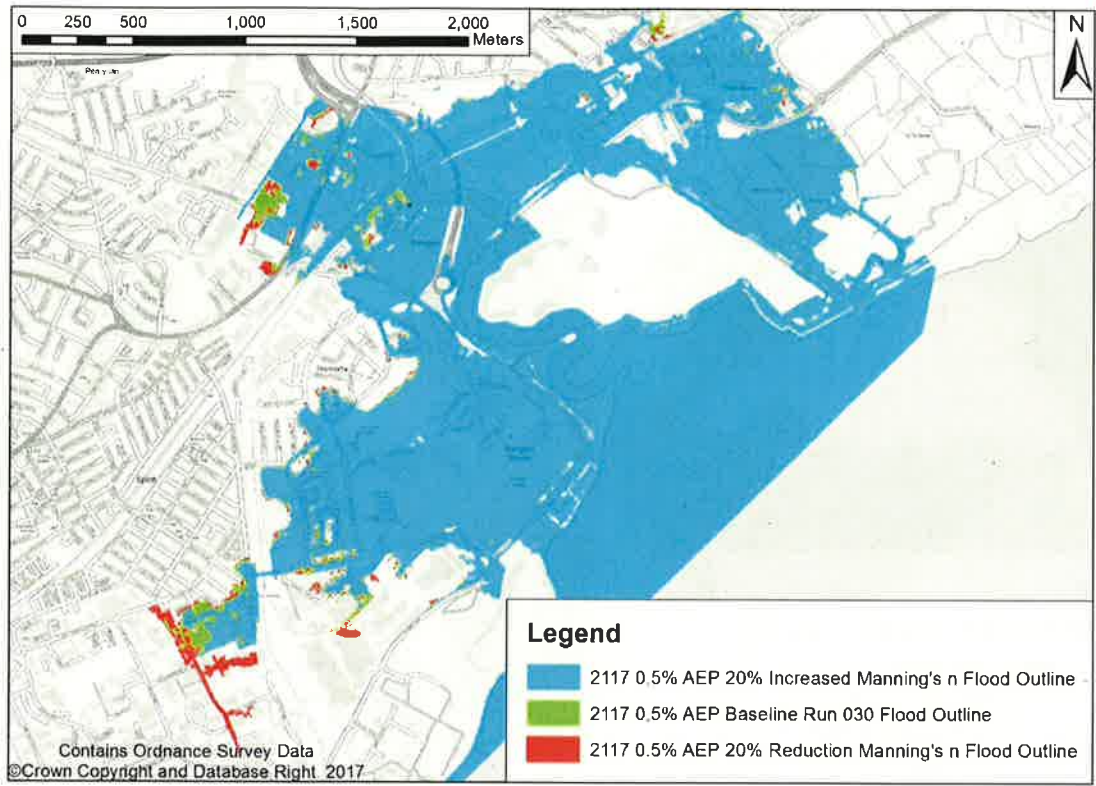 0 250 500 1,000 1,500 2,000
Meters
N
Splott
Legend
2117 0.5% AEP 20% Increased Manning's n Flood Outline
2117 0.5% AEP Baseline Run 030 Flood Outline
2117 0.5% AEP 20% Reduction Manning's n Flood Outline
Contains Ordnance Survey Data
©Crown Copyright and Database Right 2017